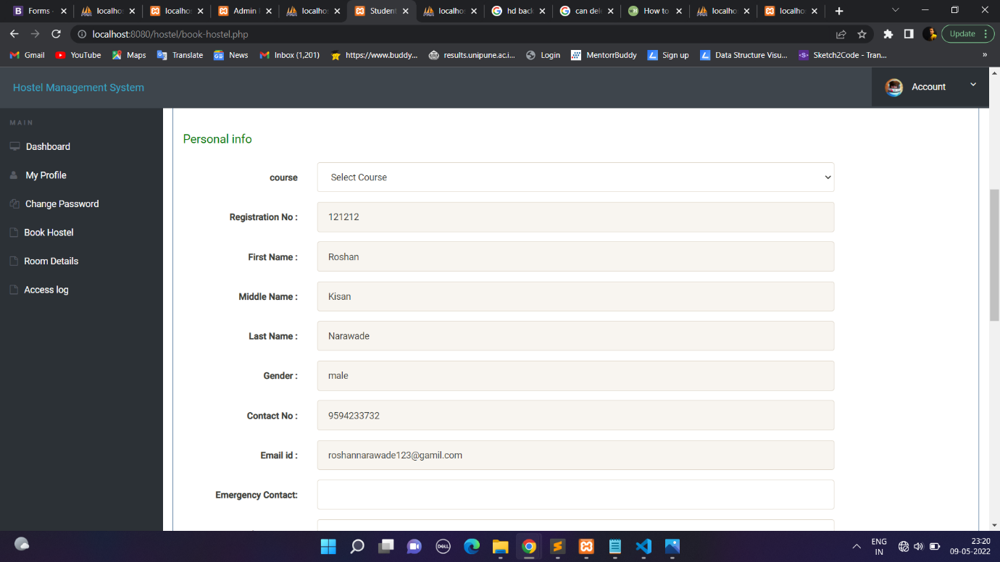 Forms - localho: localho: Admin localho: Student localho: hd back can dele How to localho localho:
localhost:8080/hostel/book-hostel.php Update
Gmail YouTube Maps Translate News Inbox (1,201) https://www.buddy... results.unipune.ac.i... Login MentorrBuddy Sign up Data Structure Visu... Sketch2Code - Tran... »
Hostel Management System Account
MAIN
Dashboard
My Profile
Change Password
Book Hostel
Room Details
Access log
Personal info
course Select Course
Registration No : 121212
First Name : Roshan
Middle Name : Kisan
Last Name : Narawade
Gender : male
Contact No : 9594233732
Email id : roshannarawade123@gamil.com
Emergency Contact:
DELL
ENG 23:20
IN 09-05-2022